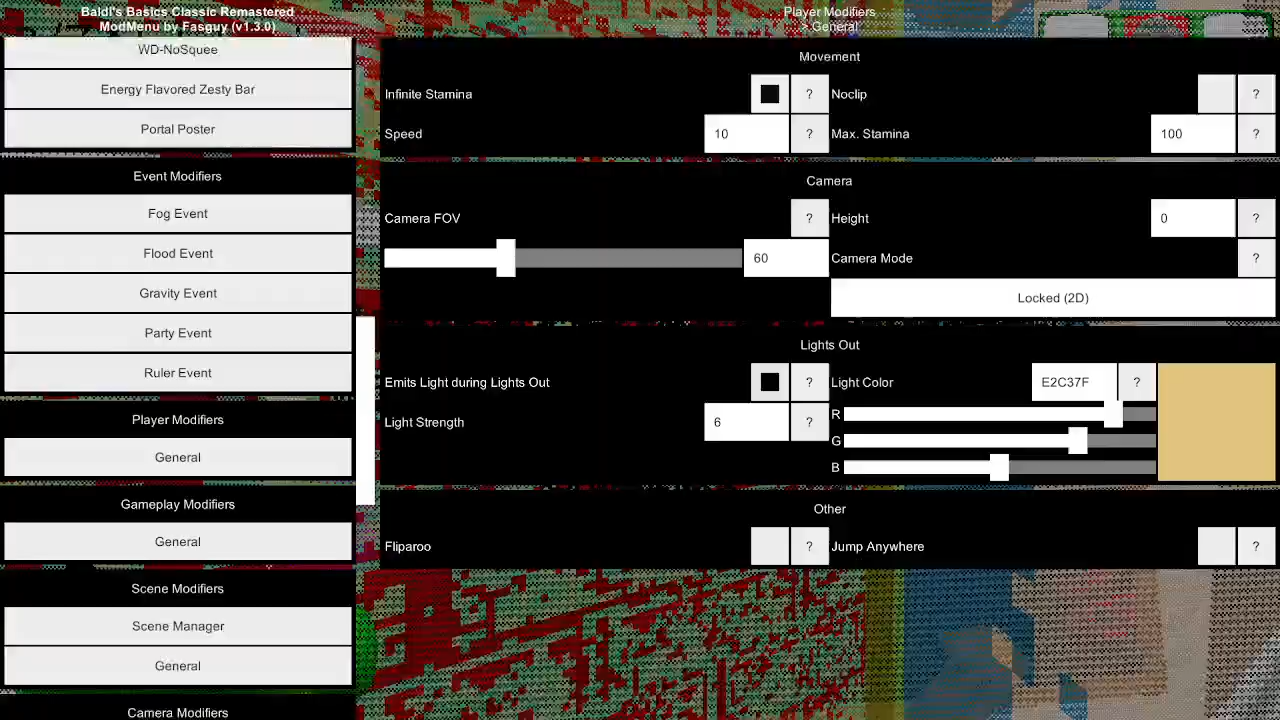 Baldi's Basics Classic Remastered
ModMenu by Fasguy (v1.3.0)
WD-NoSquee
Energy Flavored Zesty Bar
Portal Poster
Event Modifiers
Fog Event
Flood Event
Gravity Event
Party Event
Ruler Event
Player Modifiers
General
Gameplay Modifiers
General
Scene Modifiers
Scene Manager
General
Camera Modifiers
Player Modifiers
> General
Movement
Infinite Stamina ?
Noclip ?
Speed 10 ?
Max. Stamina 100 ?
Camera
Camera FOV ?
60
Height 0 ?
Camera Mode ?
Locked (2D)
Lights Out
Emits Light during Lights Out ?
Light Strength 6 ?
Light Color E2C37F ?
R
G
B
Other
Fliparoo ?
Jump Anywhere ?